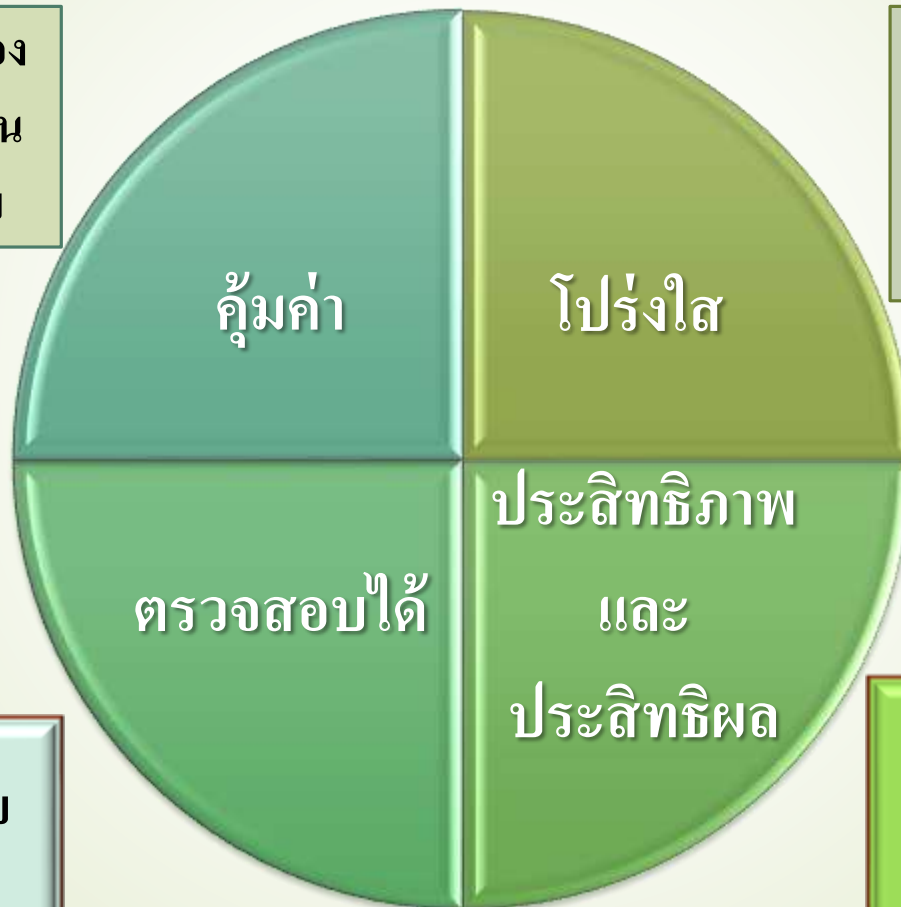 คุ้มค่า
โปร่งใส
ตรวจสอบได้
ประสิทธิภาพ
และ
ประสิทธิผล